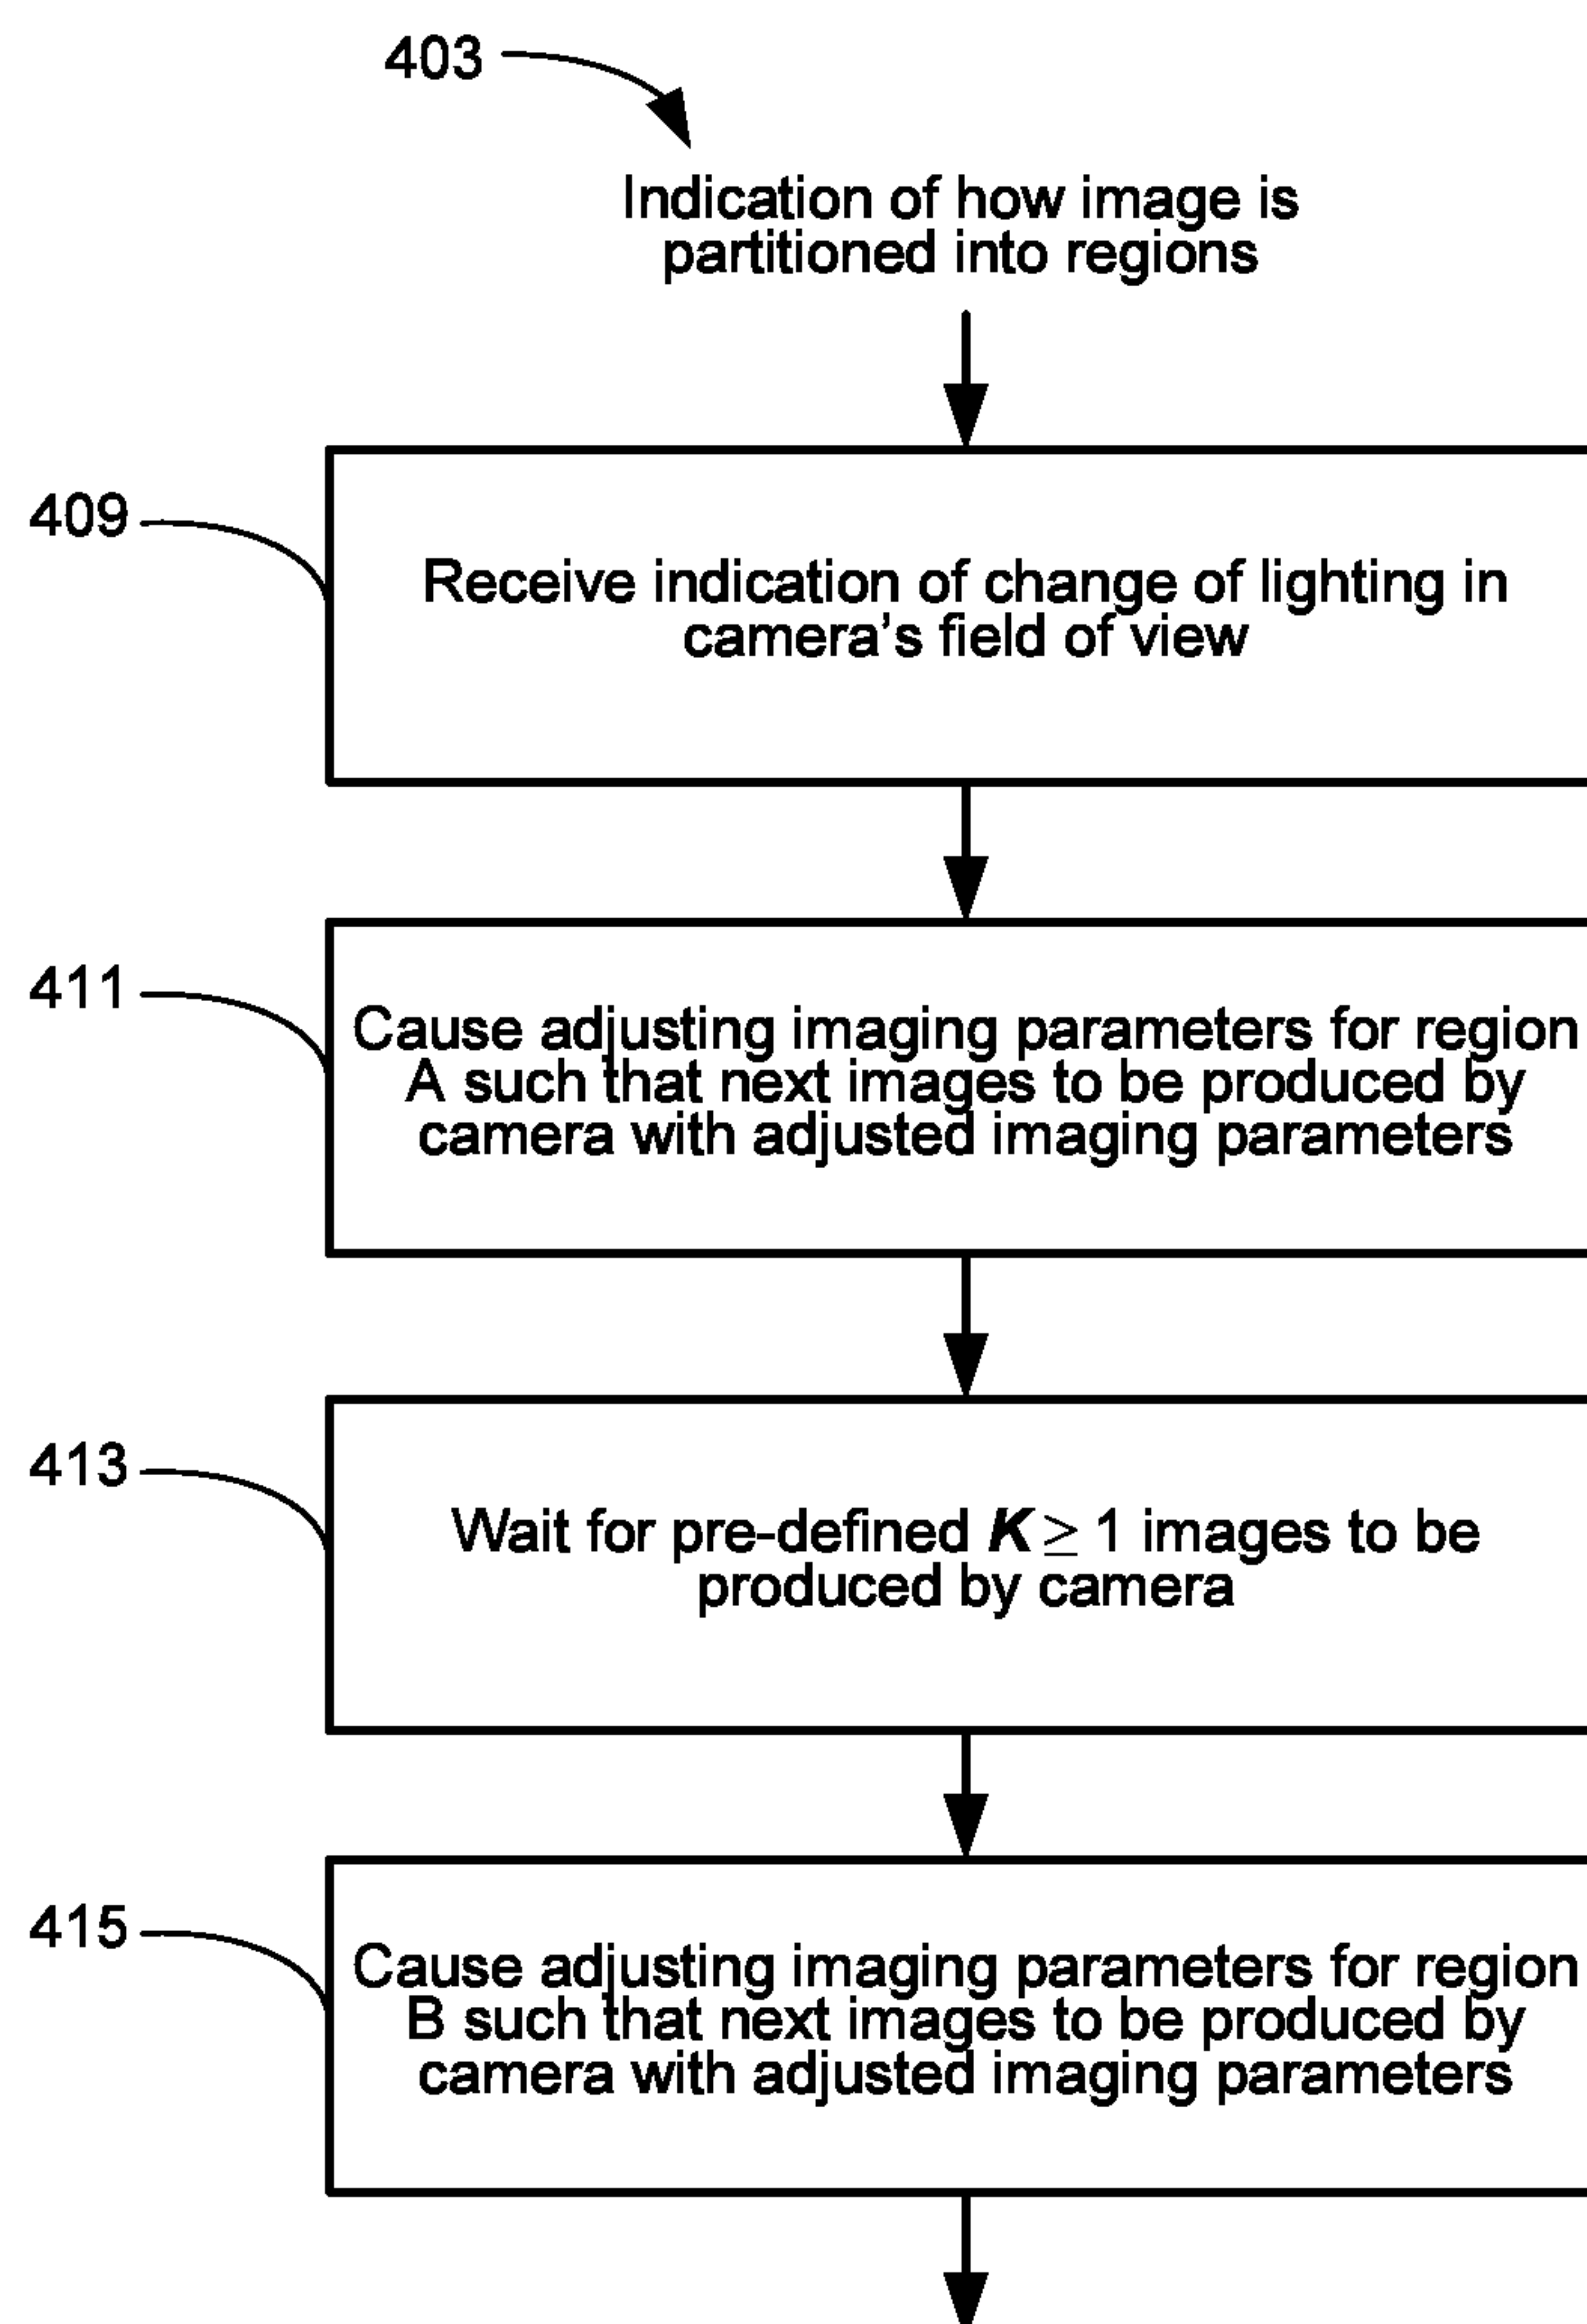 403
Indication of how image is
partitioned into regions
409
Receive indication of change of lighting in
camera's field of view
411
Cause adjusting imaging parameters for region
A such that next images to be produced by
camera with adjusted imaging parameters
413
Wait for pre-defined K ≥ 1 images to be
produced by camera
415
Cause adjusting imaging parameters for region
B such that next images to be produced by
camera with adjusted imaging parameters